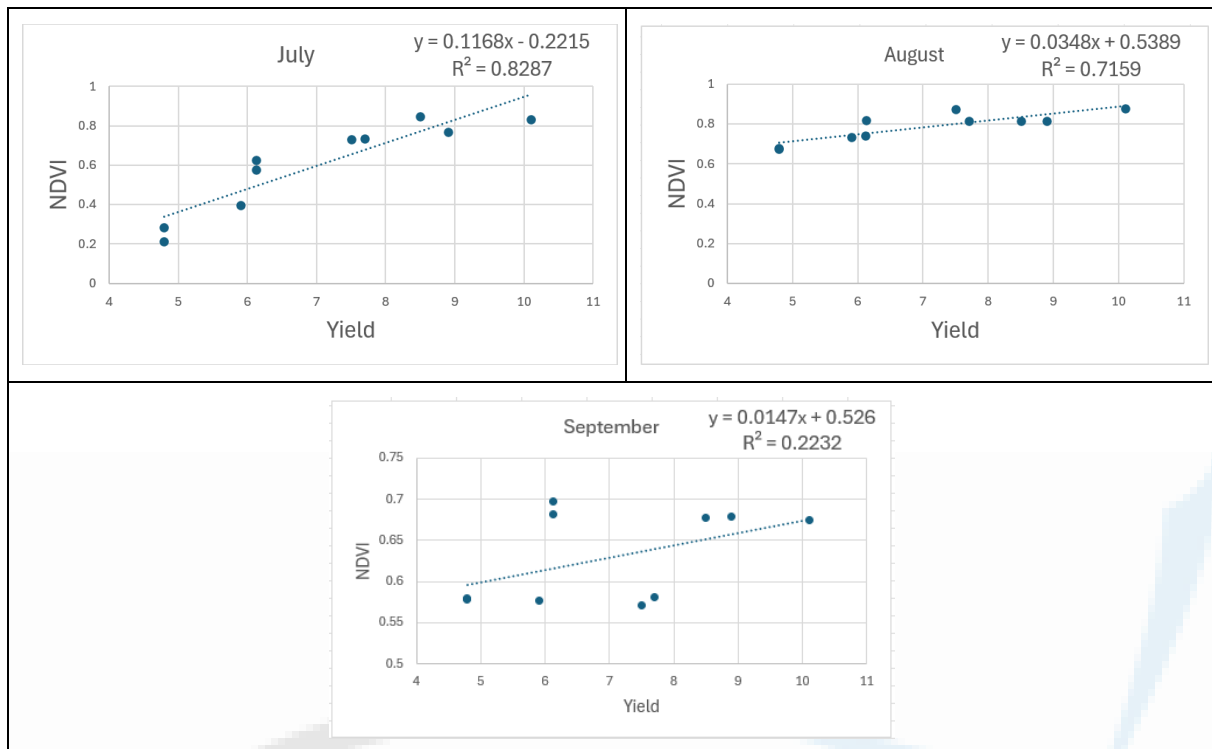 July
y = 0.1168x - 0.2215
R² = 0.8287
1
0.8
0.6
0.4
0.2
0
NDVI
4 5 6 7 8 9 10 11
Yield
August
y = 0.0348x + 0.5389
R² = 0.7159
1
0.8
0.6
0.4
0.2
0
NDVI
4 5 6 7 8 9 10 11
Yield
September
y = 0.0147x + 0.526
R² = 0.2232
0.75
0.7
0.65
0.6
0.55
0.5
NDVI
4 5 6 7 8 9 10 11
Yield